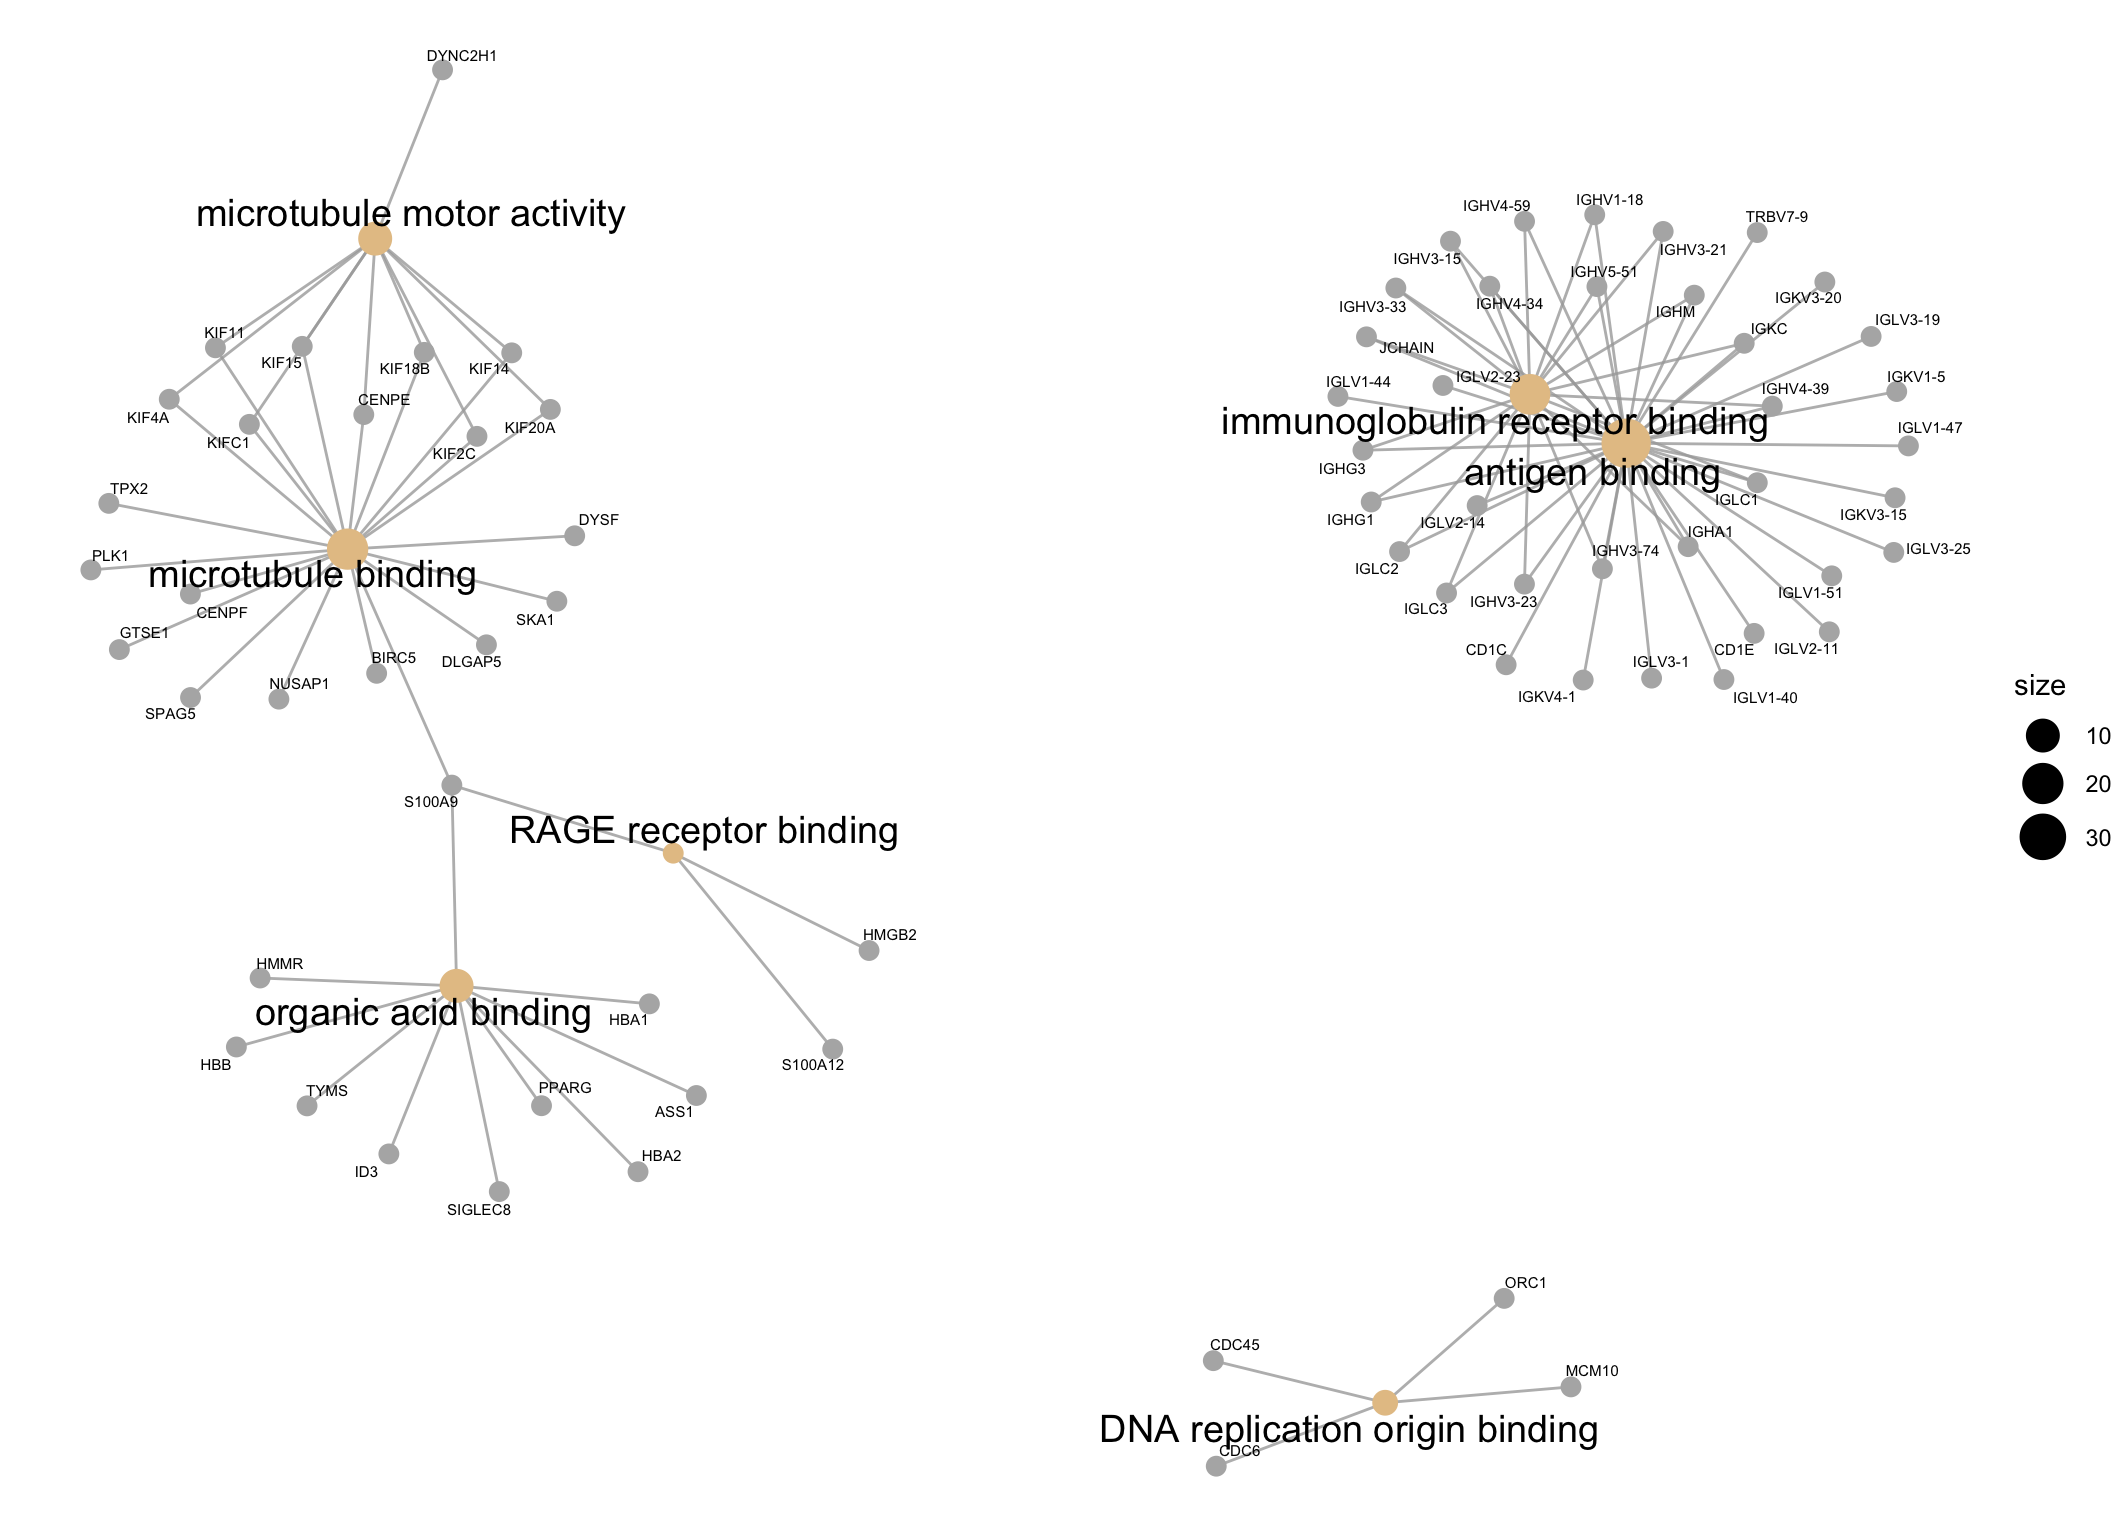 DYNC2H1
microtubule motor activity
KIF11
KIF15
KIF18B
KIF14
KIF4A
KIFC1
CENPE
KIF2C
KIF20A
TPX2
DYSF
PLK1
microtubule binding
CENPF
SKA1
GTSE1
BIRC5
DLGAP5
NUSAP1
SPAG5
S100A9
RAGE receptor binding
HMGB2
HMMR
organic acid binding
HBA1
HBB
S100A12
TYMS
PPARG
ASS1
HBA2
ID3
SIGLEC8
IGHV4-59
IGHV1-18
TRBV7-9
IGHV3-15
IGHV3-21
IGHV5-51
IGHV3-33
IGHV4-34
IGHM
IGKV3-20
JCHAIN
IGKC
IGLV3-19
IGLV1-44
IGLV2-23
IGHV4-39
IGKV1-5
immunoglobulin receptor binding
IGLV1-47
IGHG3
antigen binding
IGLC1
IGHG1
IGLV2-14
IGKV3-15
IGHA1
IGLC2
IGHV3-74
IGLV3-25
IGLC3
IGHV3-23
IGLV1-51
CD1C
IGLV3-1
CD1E
IGLV2-11
IGKV4-1
IGLV1-40
size
10
20
30
ORC1
CDC45
MCM10
DNA replication origin binding
CDC6